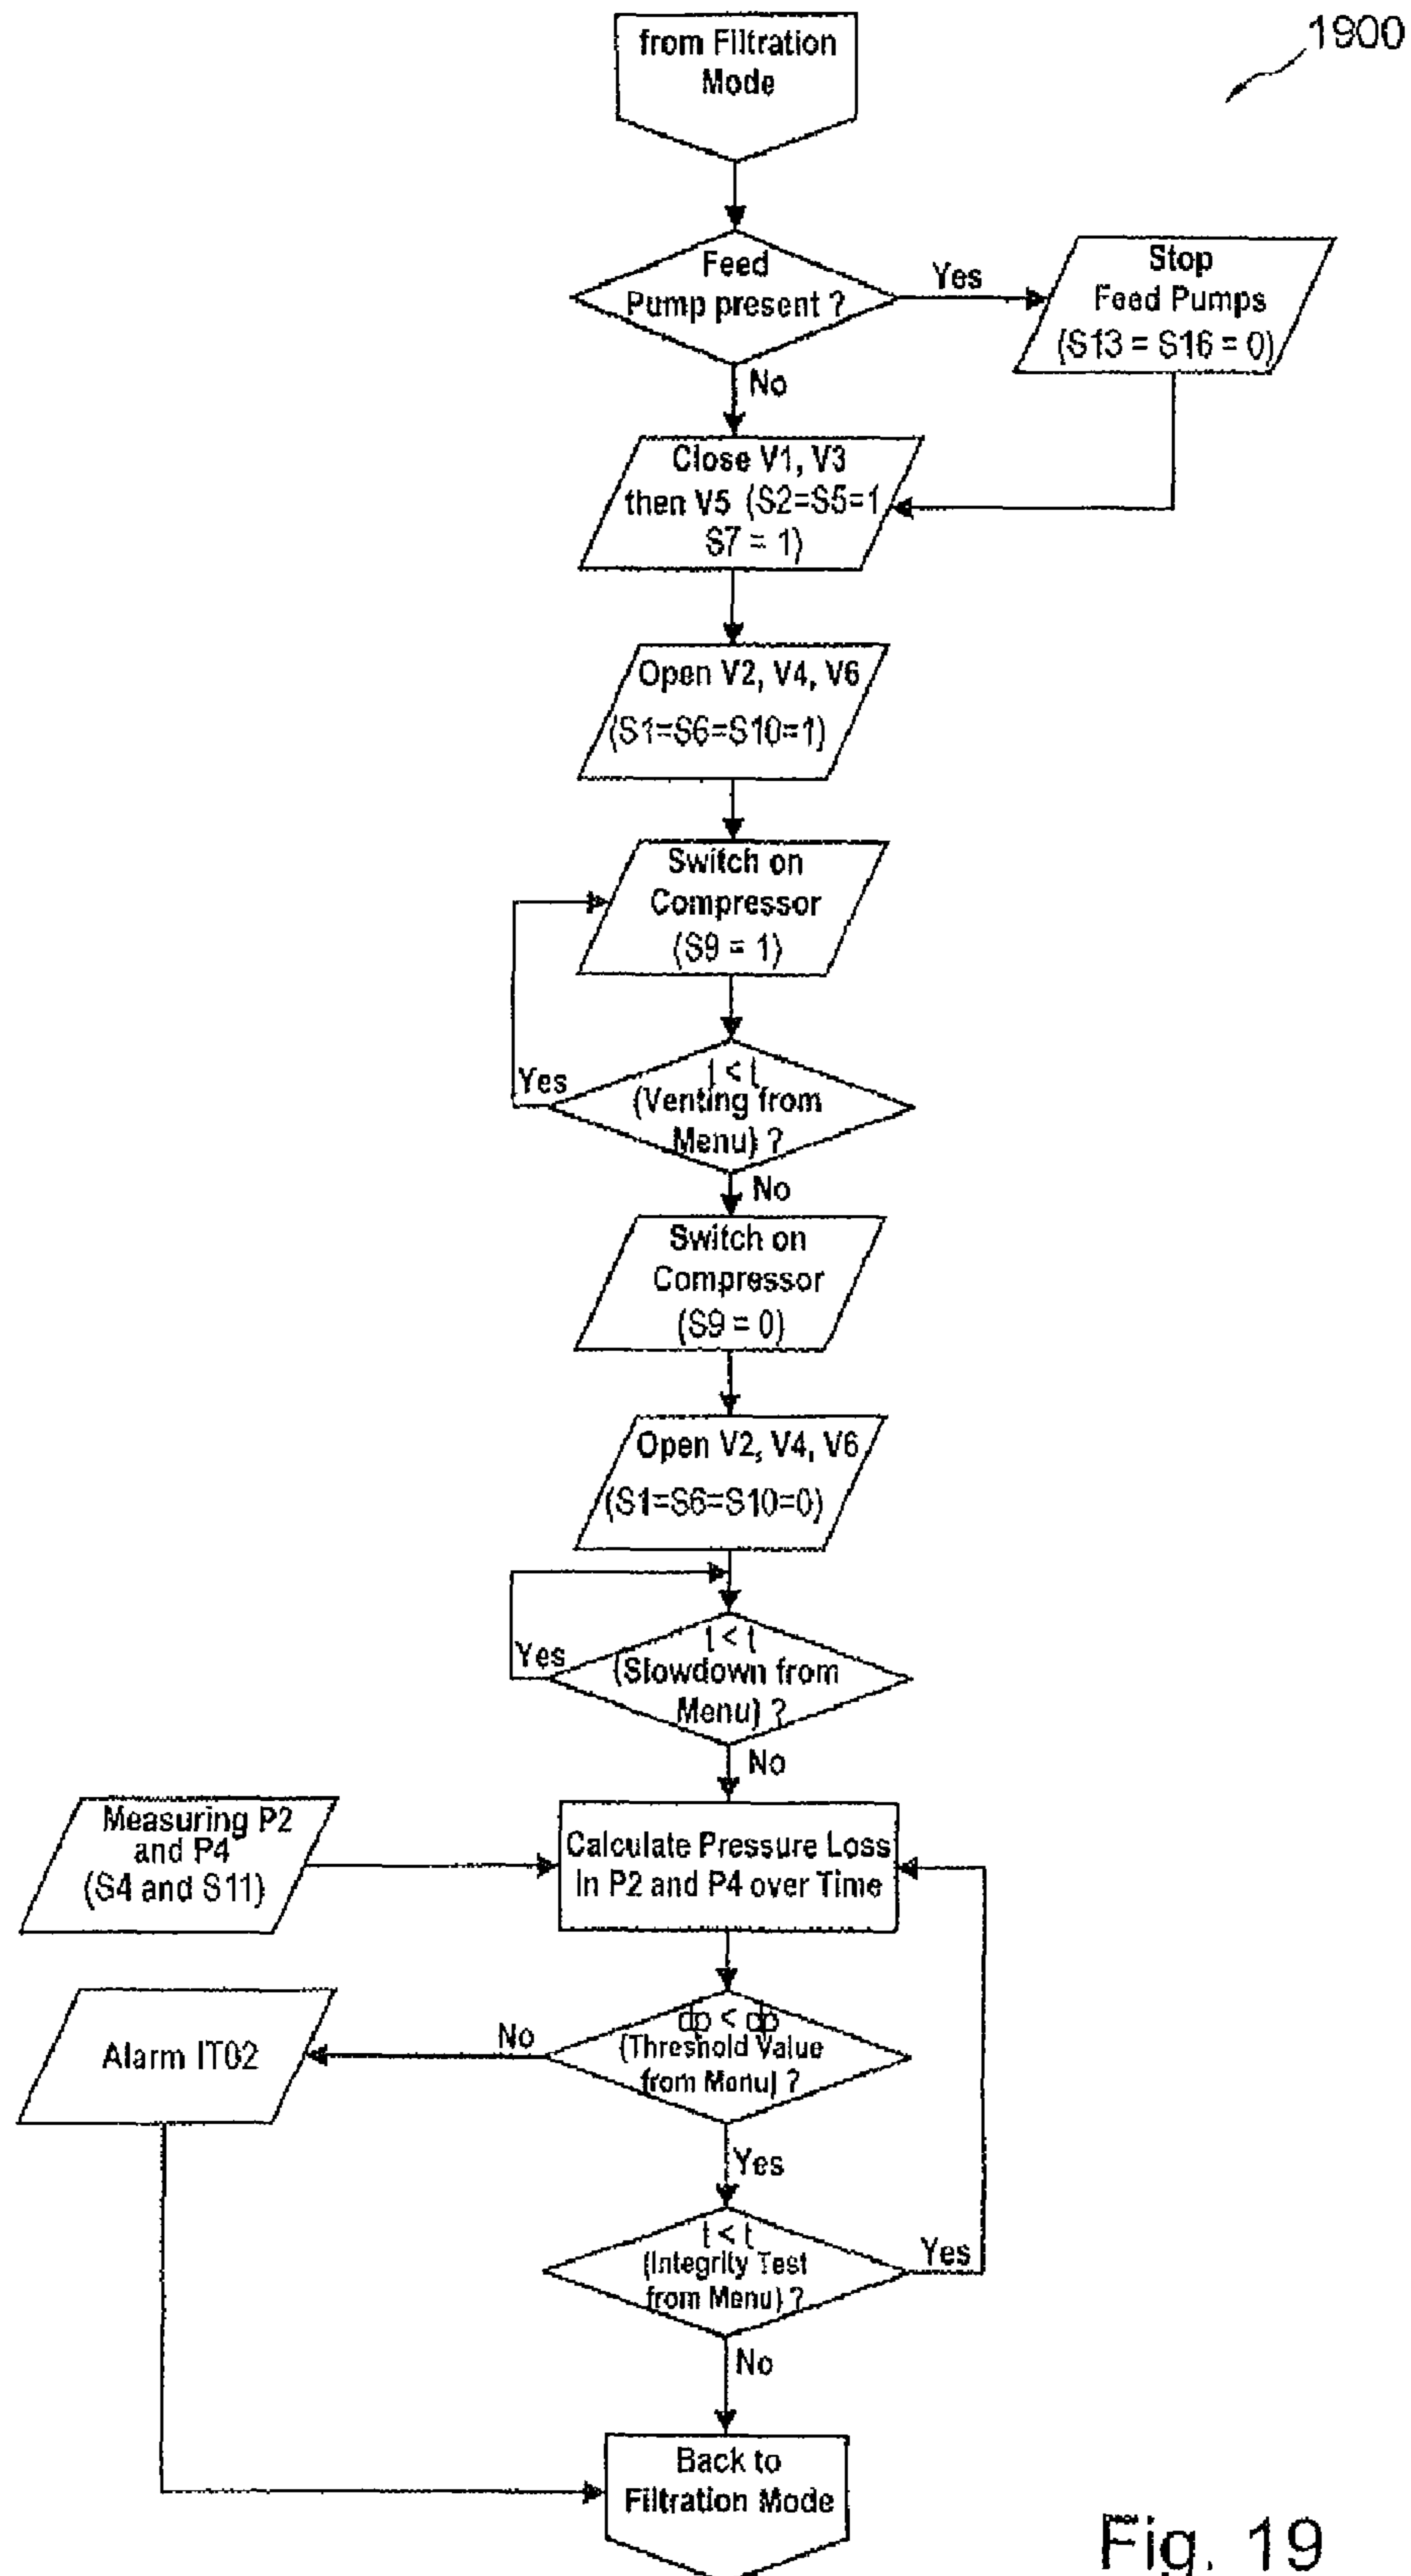 1900
from Filtration
Mode
Feed
Pump present ?
Yes
Stop
Feed Pumps
(S13 = S16 = 0)
No
Close V1, V3
then V5 (S2=S5=1
S7 = 1)
Open V2, V4, V6
(S1=S6=S10=1)
Switch on
Compressor
(S9 = 1)
Yes
t < t
(Venting from
Menu) ?
No
Switch on
Compressor
(S9 = 0)
Open V2, V4, V6
(S1=S6=S10=0)
Yes
t < t
(Slowdown from
Menu) ?
No
Measuring P2
and P4
(S4 and S11)
Calculate Pressure Loss
In P2 and P4 over Time
Alarm IT02
No
dp < dp
(Threshold Value
from Menu) ?
Yes
t < t
(Integrity Test
from Menu) ?
Yes
No
Back to
Filtration Mode
Fig. 19